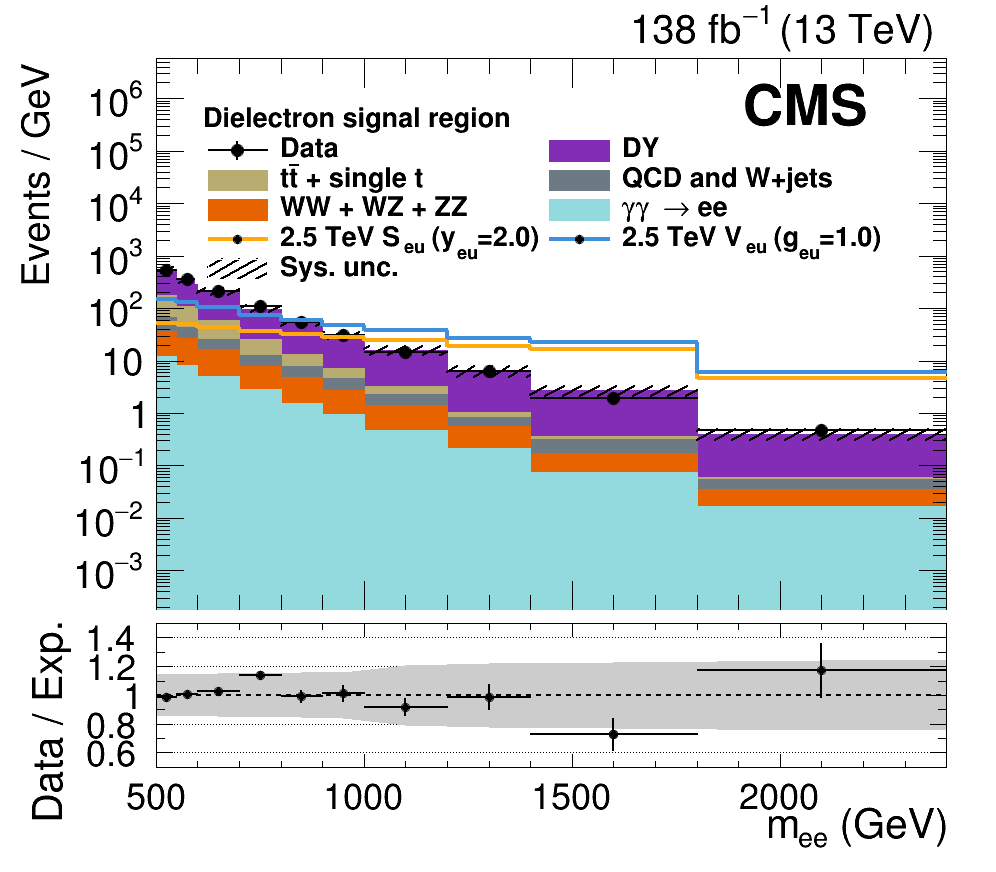 138 fb⁻¹ (13 TeV)
CMS
Events / GeV
10⁶
10⁵
10⁴
10³
10²
10
1
10⁻¹
10⁻²
10⁻³
Dielectron signal region
Data
DY
tt̄ + single t
QCD and W+jets
WW + WZ + ZZ
γγ → ee
2.5 TeV S_eu (y_eu=2.0)
2.5 TeV V_eu (g_eu=1.0)
Sys. unc.
Data / Exp.
1.4
1.2
1
0.8
0.6
500 1000 1500 2000
m_ee (GeV)